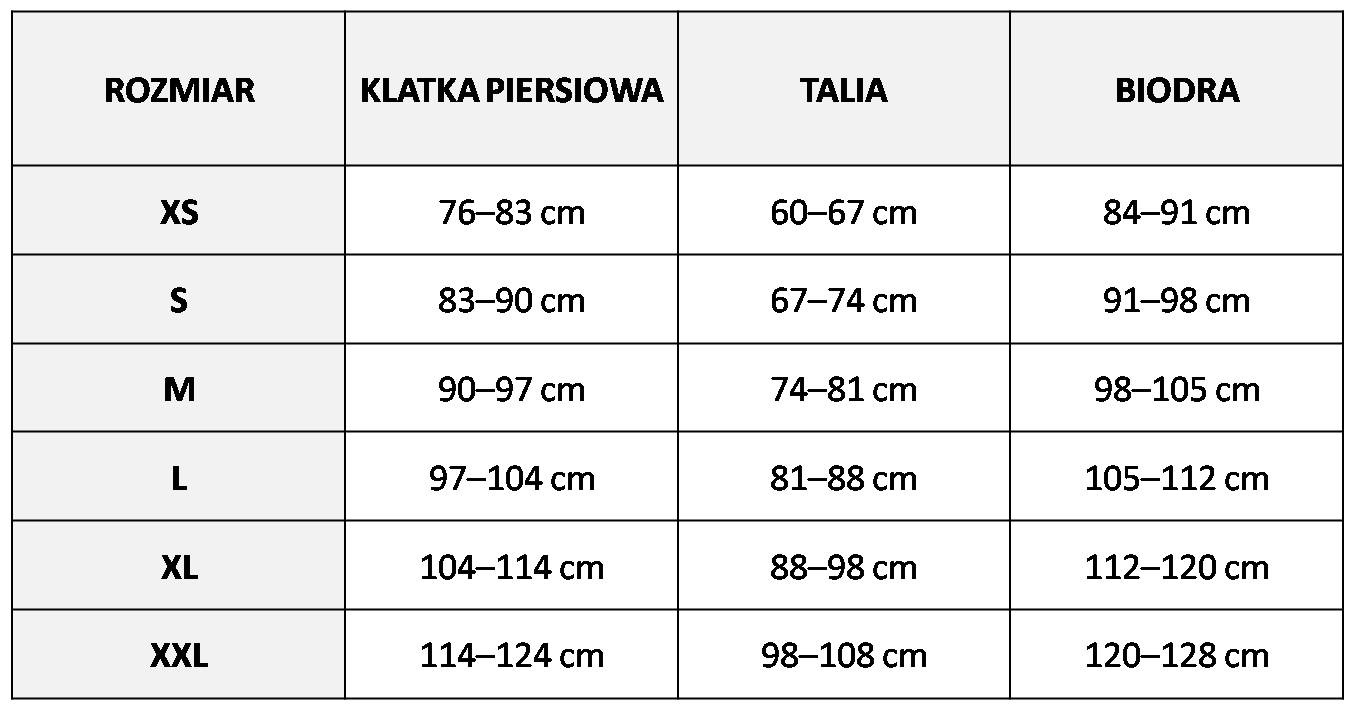 ROZMIAR KLATKA PIERSIOWA TALIA BIODRA
XS 76–83 cm 60–67 cm 84–91 cm
S 83–90 cm 67–74 cm 91–98 cm
M 90–97 cm 74–81 cm 98–105 cm
L 97–104 cm 81–88 cm 105–112 cm
XL 104–114 cm 88–98 cm 112–120 cm
XXL 114–124 cm 98–108 cm 120–128 cm